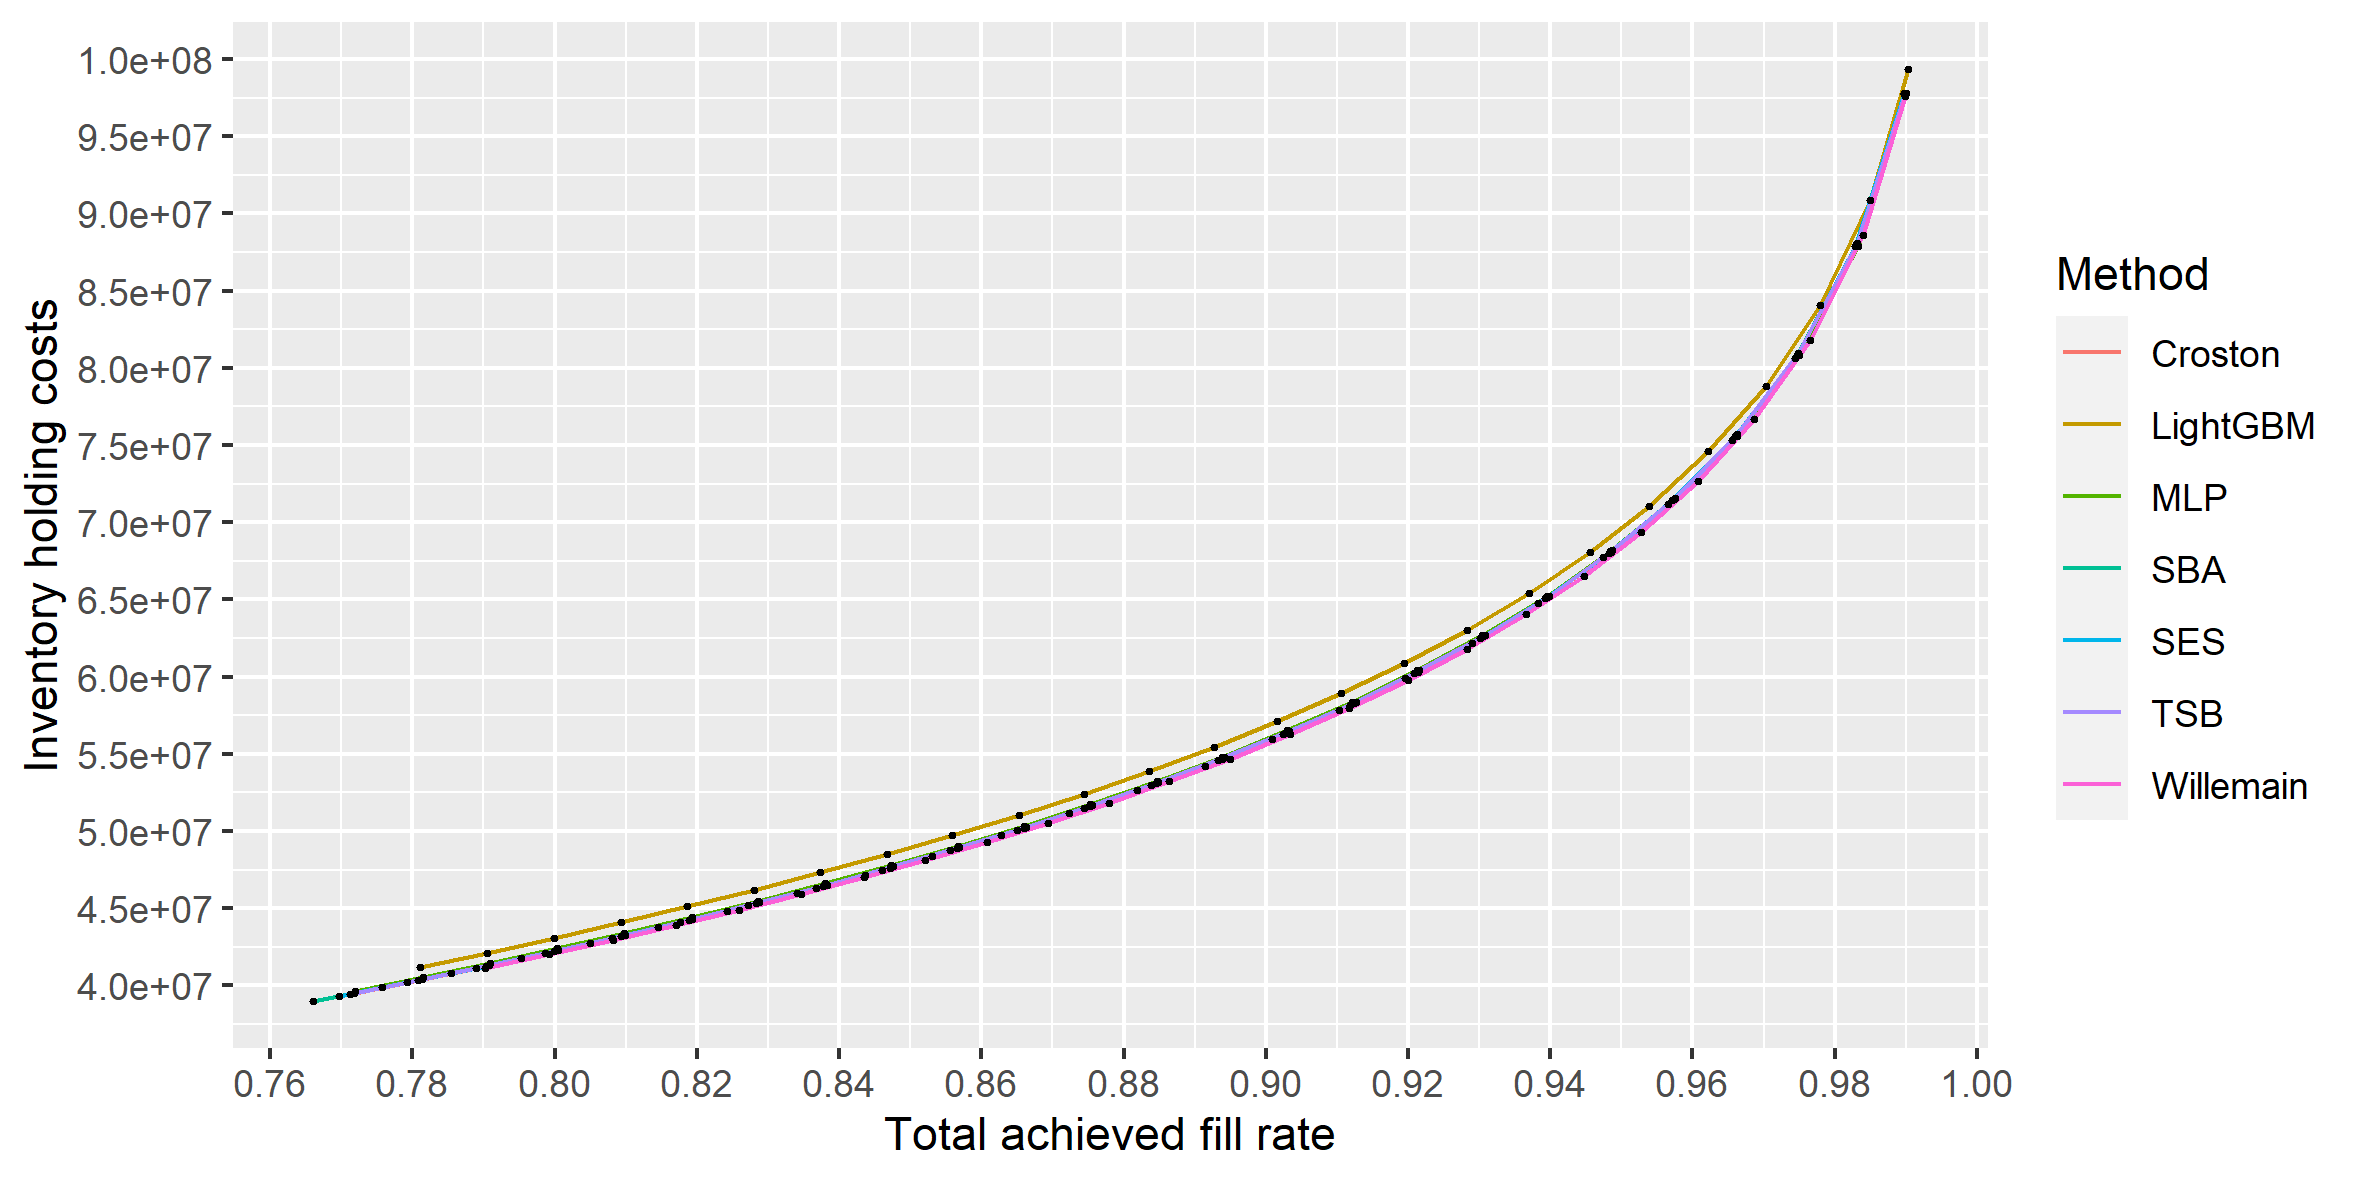 1.0e+08
9.5e+07
9.0e+07
8.5e+07
8.0e+07
7.5e+07
7.0e+07
6.5e+07
6.0e+07
5.5e+07
5.0e+07
4.5e+07
4.0e+07
Inventory holding costs
0.76 0.78 0.80 0.82 0.84 0.86 0.88 0.90 0.92 0.94 0.96 0.98 1.00
Total achieved fill rate
Method
Croston
LightGBM
MLP
SBA
SES
TSB
Willemain